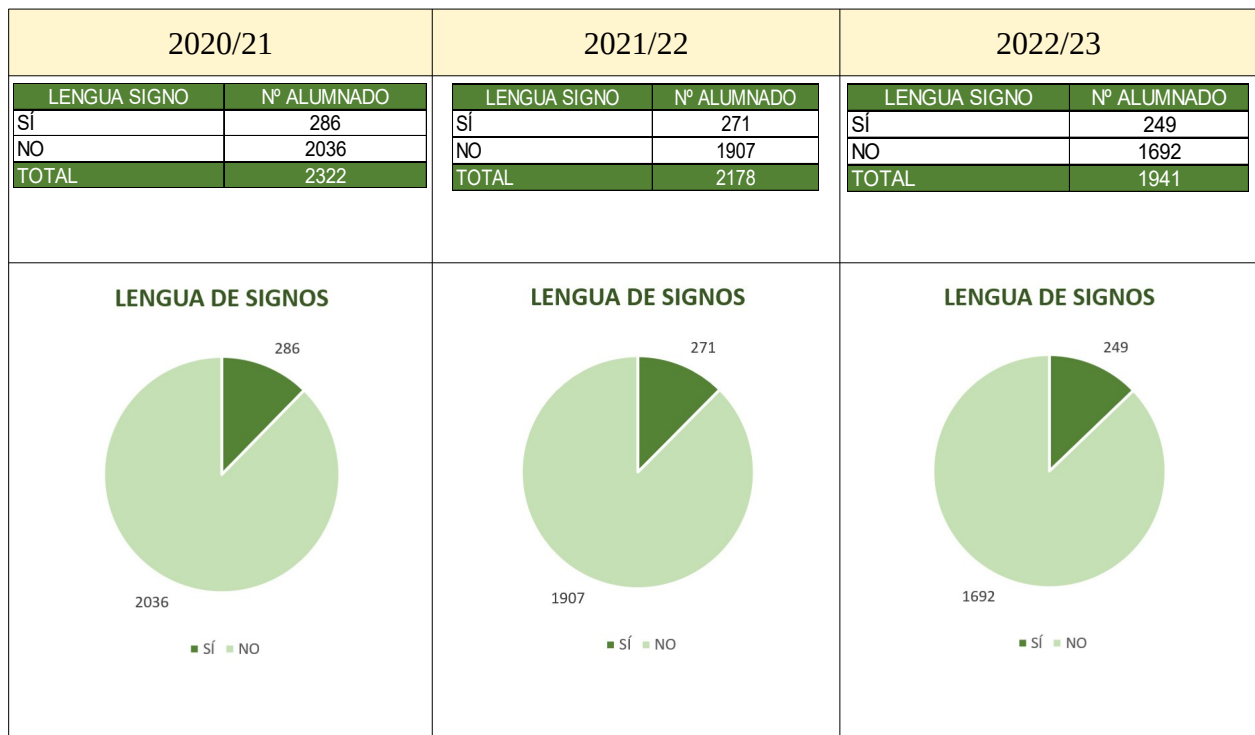 2020/21 2021/22 2022/23
LENGUA SIGNO Nº ALUMNADO
SÍ 286
NO 2036
TOTAL 2322
LENGUA SIGNO Nº ALUMNADO
SÍ 271
NO 1907
TOTAL 2178
LENGUA SIGNO Nº ALUMNADO
SÍ 249
NO 1692
TOTAL 1941
LENGUA DE SIGNOS
286
2036
SÍ NO
LENGUA DE SIGNOS
271
1907
SÍ NO
LENGUA DE SIGNOS
249
1692
SÍ NO